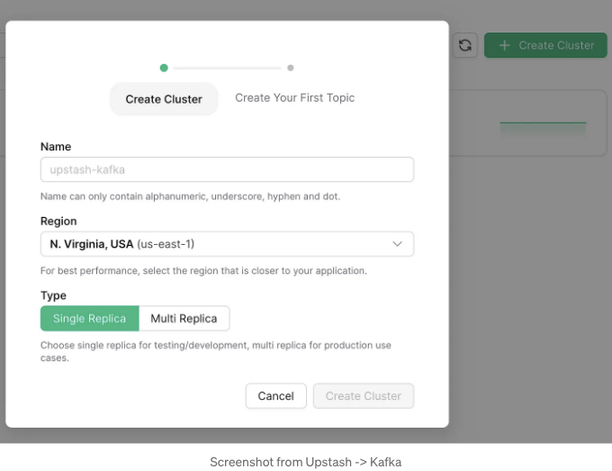 + Create Cluster
Create Cluster
Create Your First Topic
Name
upstash-kafka
Name can only contain alphanumeric, underscore, hyphen and dot.
Region
N. Virginia, USA (us-east-1)
For best performance, select the region that is closer to your application.
Type
Single Replica
Multi Replica
Choose single replica for testing/development, multi replica for production use
cases.
Cancel
Create Cluster
Screenshot from Upstash -> Kafka